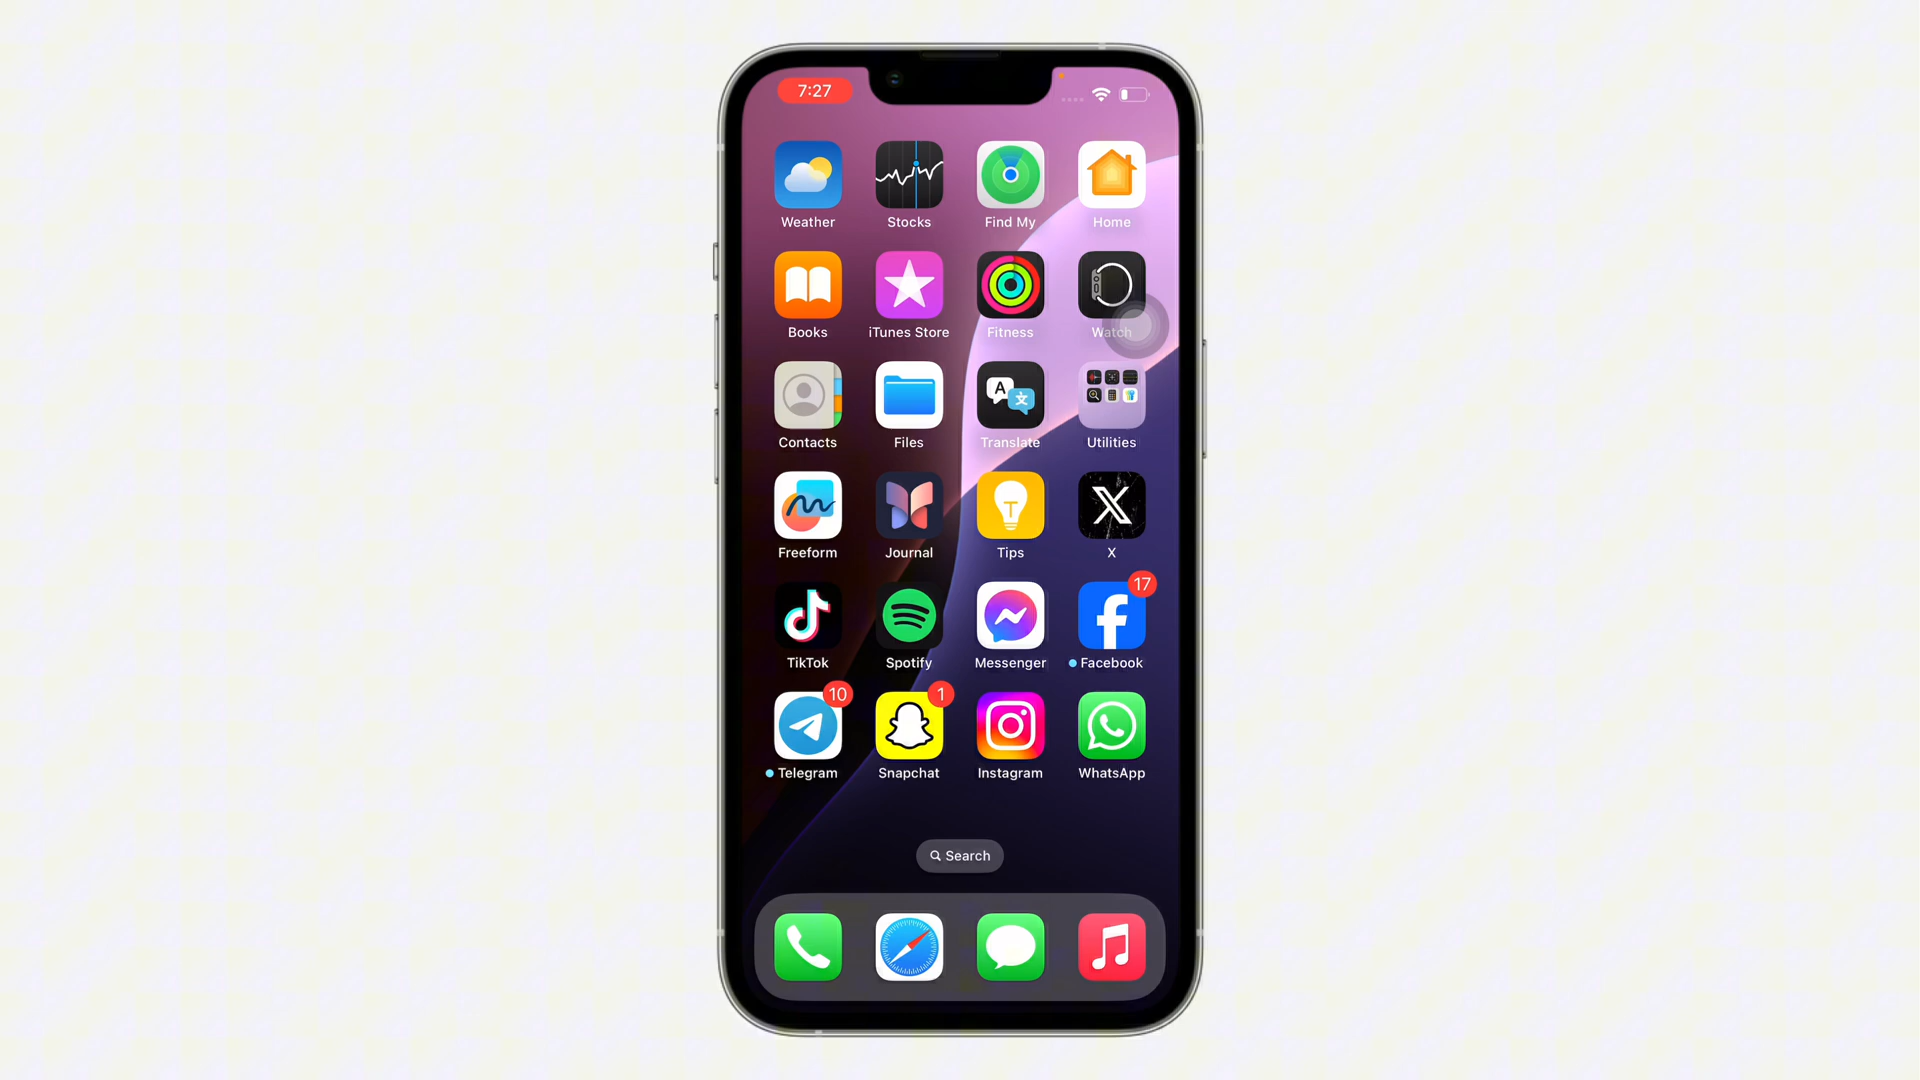 7:27
Weather Stocks Find My Home
Books iTunes Store Fitness Watch
A 文
Contacts Files Translate Utilities
T
Freeform Journal Tips X
17
TikTok Spotify Messenger Facebook
10 1
Telegram Snapchat Instagram WhatsApp
Search